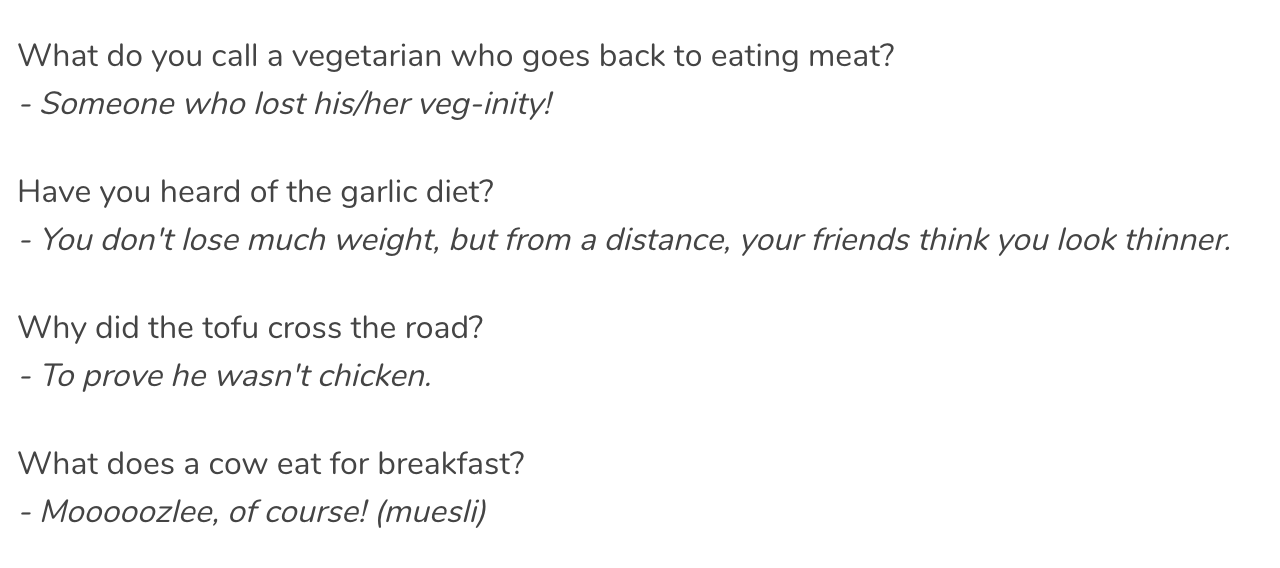 What do you call a vegetarian who goes back to eating meat?
- Someone who lost his/her veg-inity!
Have you heard of the garlic diet?
- You don't lose much weight, but from a distance, your friends think you look thinner.
Why did the tofu cross the road?
- To prove he wasn't chicken.
What does a cow eat for breakfast?
- Mooooozlee, of course! (muesli)